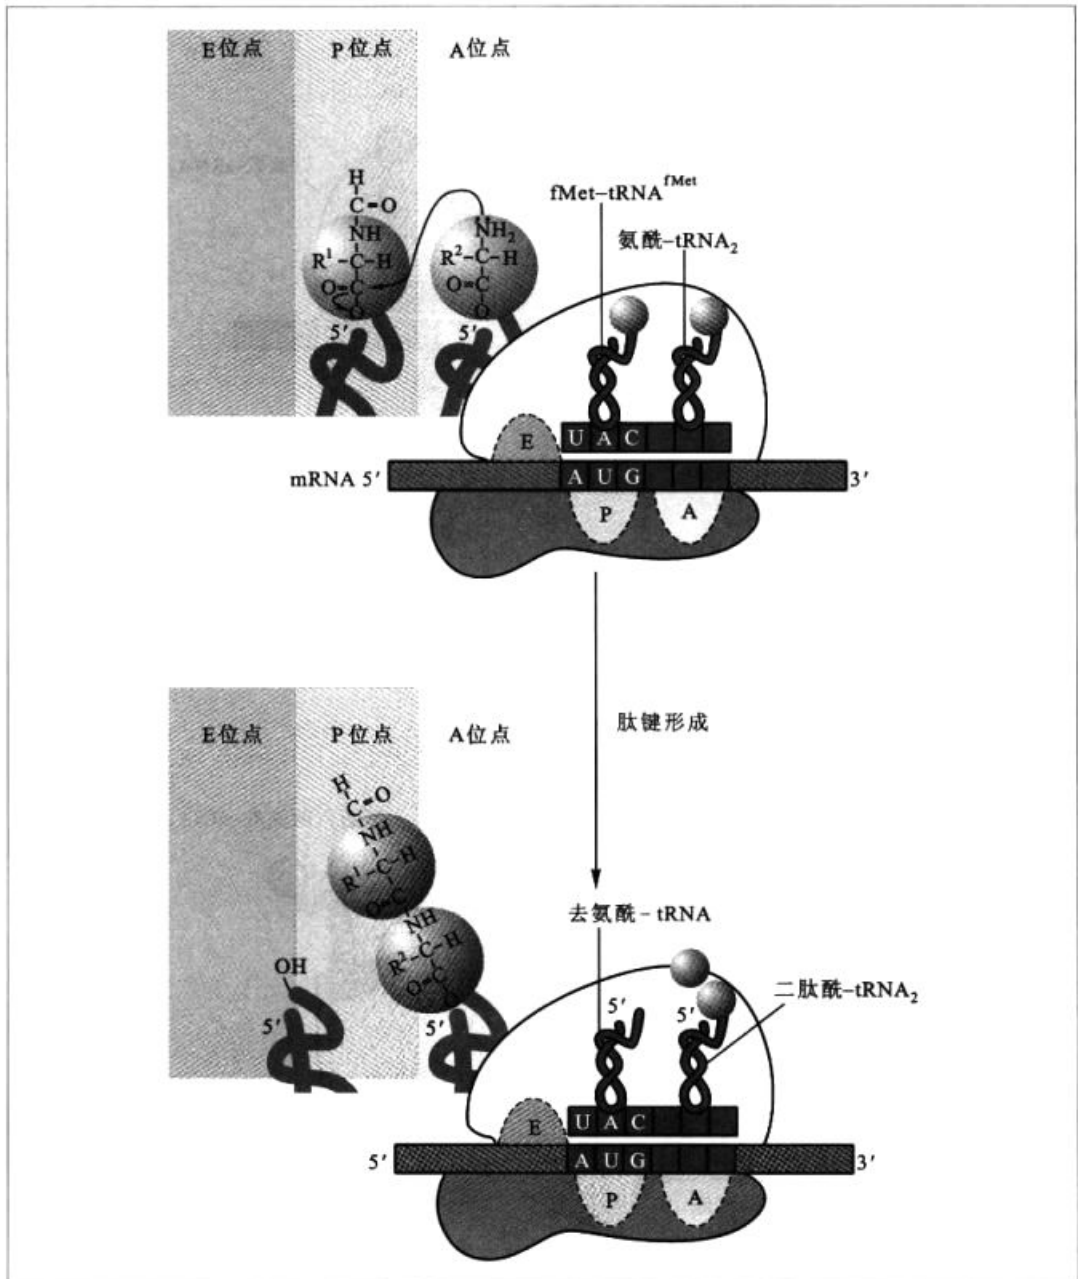 E位点 P位点 A位点
H
C=O
NH
R¹-C-H
O=C
O
5′
NH₂
R²-C-H
O=C
O
5′
fMet-tRNA^fMet
氨酰-tRNA₂
E
U A C
mRNA 5′
A U G
3′
P
A
肽键形成
E位点 P位点 A位点
H
C=O
NH
R¹-C-H
O=C
NH
R²-C-H
O=C
OH
5′
5′
去氨酰-tRNA
二肽酰-tRNA₂
5′
5′
E
U A C
5′
A U G
3′
P
A